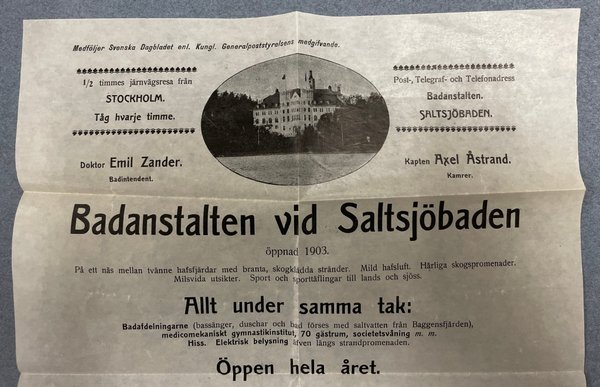 Medföljer Svenska Dagbladet enl. Kungl. Generalpoststyrelsens medgifvande.
1/2 timmes järnvägsresa från
STOCKHOLM.
Tåg hvarje timme.
Post-, Telegraf- och Telefonadress
Badanstalten.
SALTSJÖBADEN.
Doktor Emil Zander.
Badintendent.
Kapten Axel Åstrand.
Kamrer.
Badanstalten vid Saltsjöbaden
öppnad 1903.
På ett näs mellan tvänne hafsfjärdar med branta, skogklädda stränder. Mild hafsluft. Härliga skogspromenader.
Milsvida utsikter. Sport och sporttäflingar till lands och sjöss.
Allt under samma tak:
Badafdelningarne (bassänger, duschar och bad förses med saltvatten från Baggensfjärden),
medicomekaniskt gymnastikinstitut, 70 gästrum, societetsvåning m. m.
Hiss. Elektrisk belysning äfven längs strandpromenaden.
Öppen hela året.